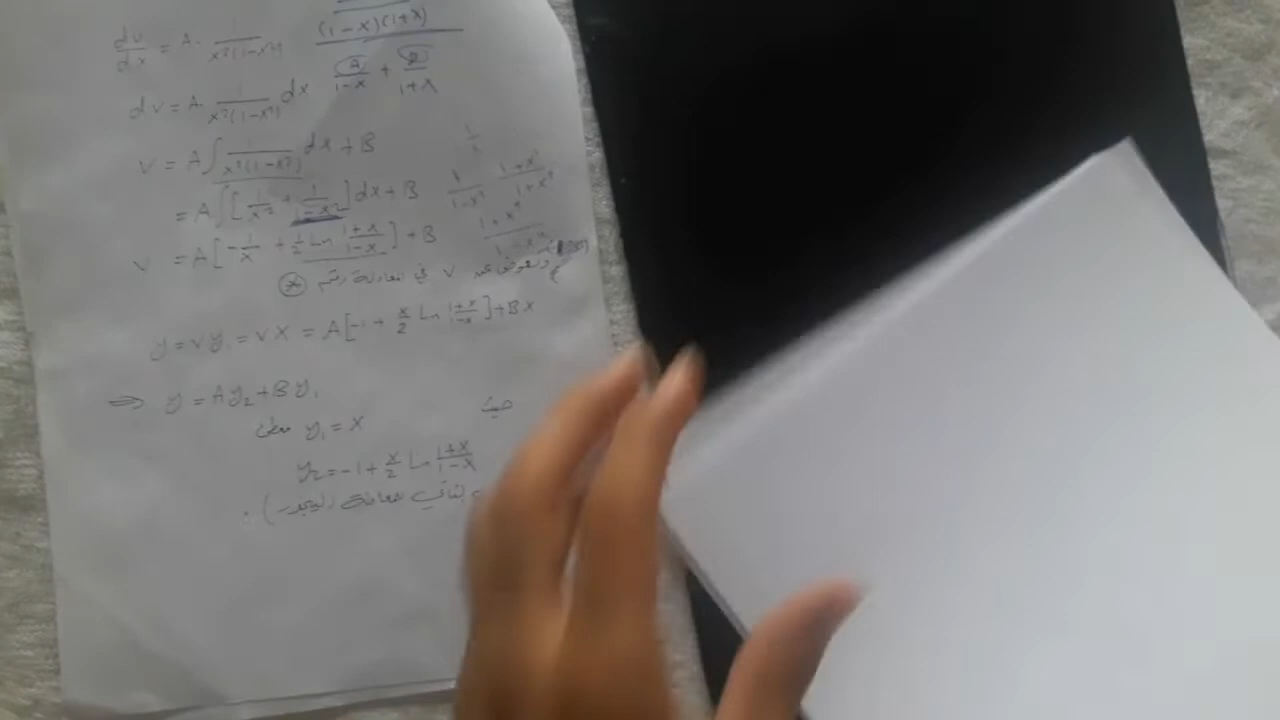 (1-x)(1+x)
dv/dx = A · 1/x²(1-x²)
A/1-x + B/1+x
dv = A · 1/x²(1-x²) dx
v = A ∫ 1/x²(1-x²) dx + B
= A ∫ [1/x² + 1/1-x²] dx + B
v = A [-1/x + 1/2 Ln 1+x/1-x] + B
ونعوض عن v في المعادلة رقم (*)
y = v y₁ = v x = A [-1 + x/2 Ln 1+x/1-x] + B x
⇒ y = A y₂ + B y₁
حيث
y₁ = x معطى
y₂ = -1 + x/2 Ln 1+x/1-x